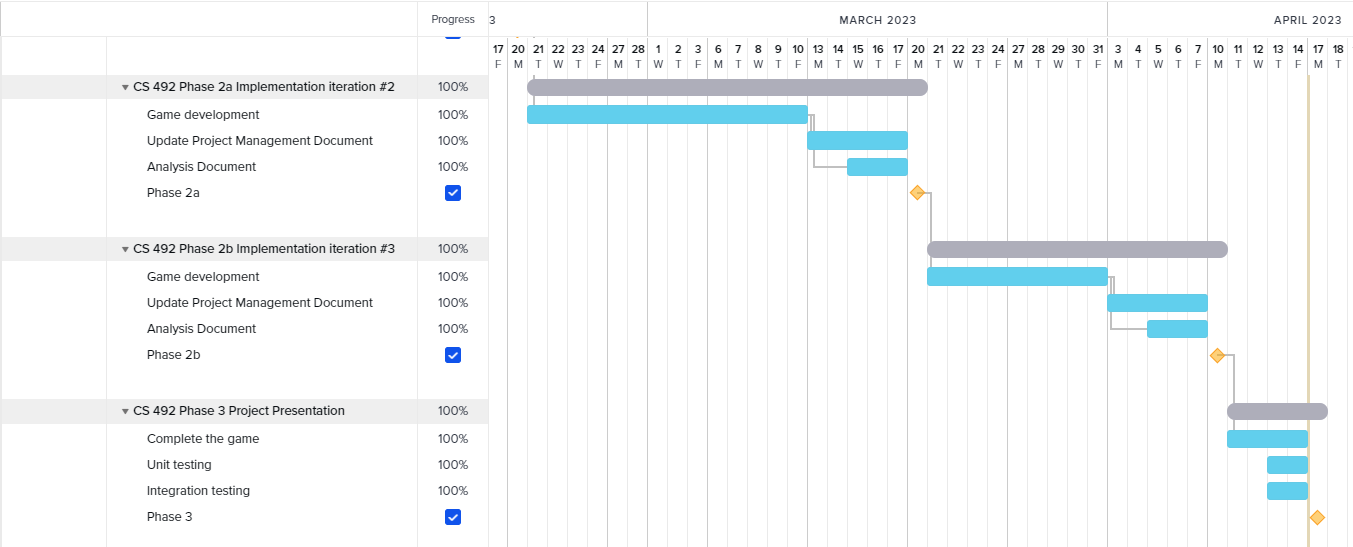 Progress 3 MARCH 2023 APRIL 2023
17 20 21 22 23 24 27 28 1 2 3 6 7 8 9 10 13 14 15 16 17 20 21 22 23 24 27 28 29 30 31 3 4 5 6 7 10 11 12 13 14 17 18
F M T W T F M T W T F M T W T F M T W T F M T W T F M T W T F M T W T F M T W T F M T
CS 492 Phase 2a Implementation iteration #2 100%
Game development 100%
Update Project Management Document 100%
Analysis Document 100%
Phase 2a
CS 492 Phase 2b Implementation iteration #3 100%
Game development 100%
Update Project Management Document 100%
Analysis Document 100%
Phase 2b
CS 492 Phase 3 Project Presentation 100%
Complete the game 100%
Unit testing 100%
Integration testing 100%
Phase 3